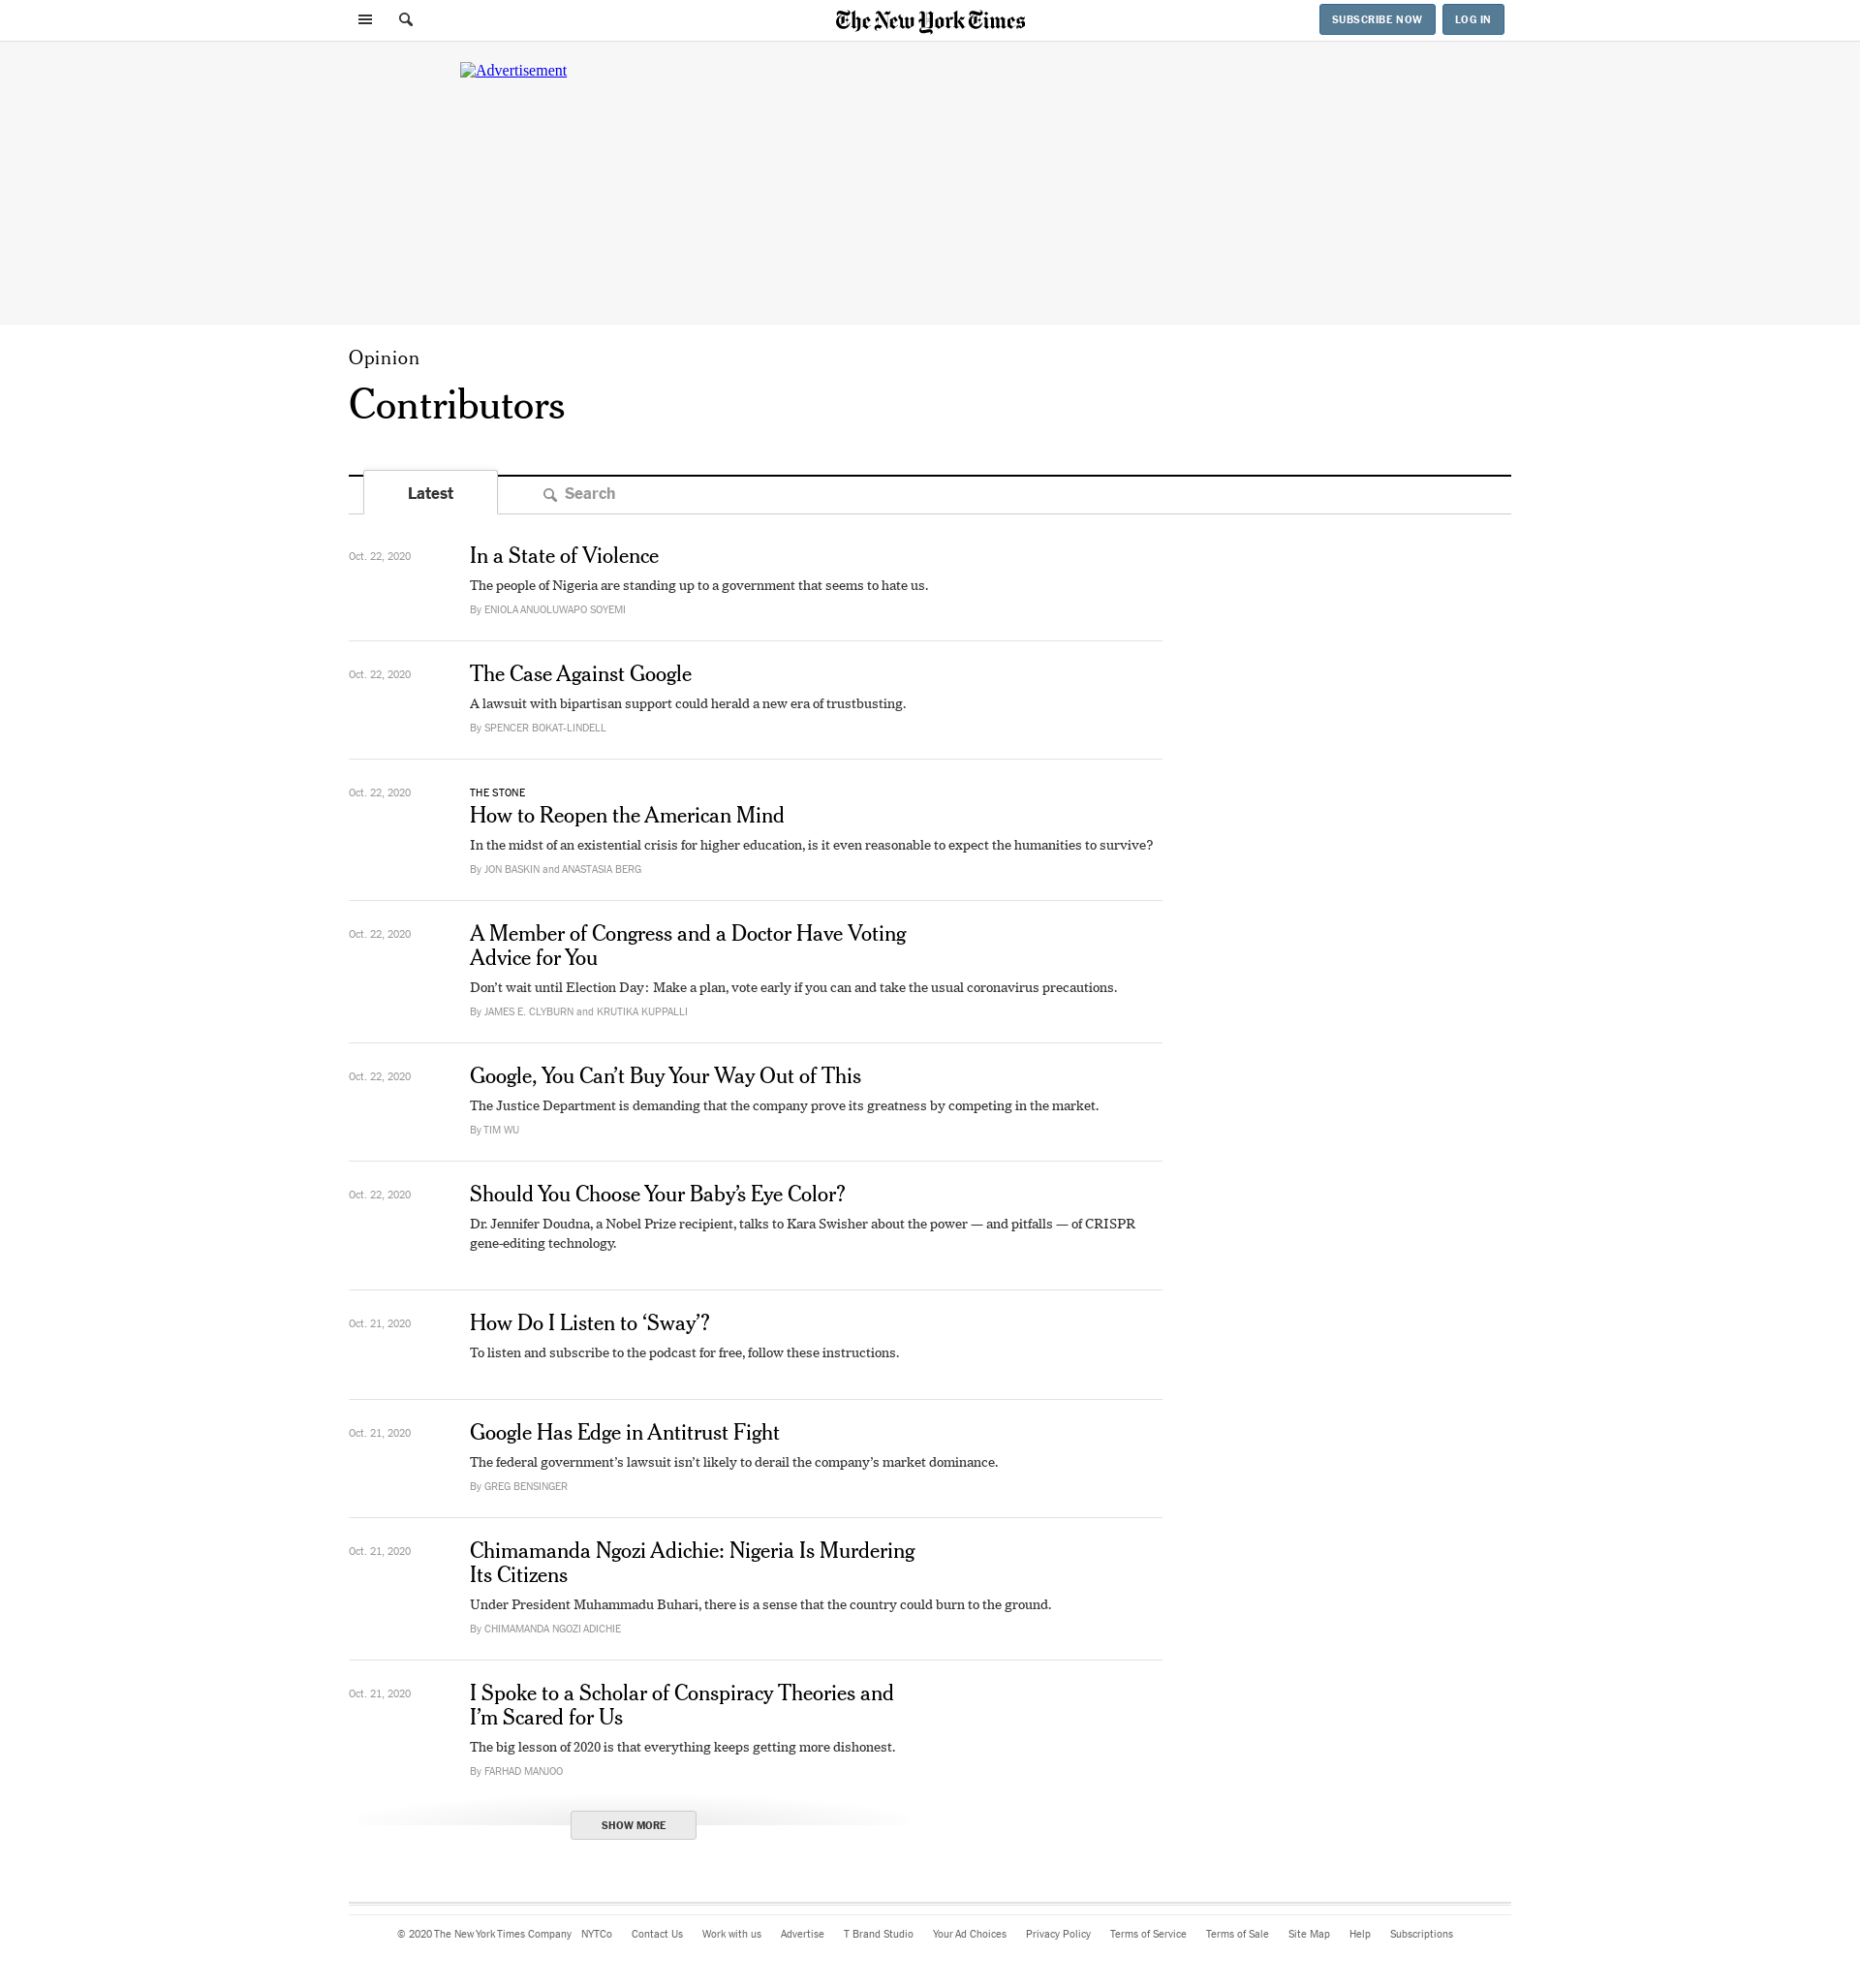 The New York Times
SUBSCRIBE NOW
LOG IN
Advertisement
Opinion
Contributors
Latest
Search
Oct. 22, 2020
In a State of Violence
The people of Nigeria are standing up to a government that seems to hate us.
By ENIOLA ANUOLUWAPO SOYEMI
Oct. 22, 2020
The Case Against Google
A lawsuit with bipartisan support could herald a new era of trustbusting.
By SPENCER BOKAT-LINDELL
Oct. 22, 2020
THE STONE
How to Reopen the American Mind
In the midst of an existential crisis for higher education, is it even reasonable to expect the humanities to survive?
By JON BASKIN and ANASTASIA BERG
Oct. 22, 2020
A Member of Congress and a Doctor Have Voting
Advice for You
Don’t wait until Election Day: Make a plan, vote early if you can and take the usual coronavirus precautions.
By JAMES E. CLYBURN and KRUTIKA KUPPALLI
Oct. 22, 2020
Google, You Can’t Buy Your Way Out of This
The Justice Department is demanding that the company prove its greatness by competing in the market.
By TIM WU
Oct. 22, 2020
Should You Choose Your Baby’s Eye Color?
Dr. Jennifer Doudna, a Nobel Prize recipient, talks to Kara Swisher about the power — and pitfalls — of CRISPR
gene-editing technology.
Oct. 21, 2020
How Do I Listen to ‘Sway’?
To listen and subscribe to the podcast for free, follow these instructions.
Oct. 21, 2020
Google Has Edge in Antitrust Fight
The federal government’s lawsuit isn’t likely to derail the company’s market dominance.
By GREG BENSINGER
Oct. 21, 2020
Chimamanda Ngozi Adichie: Nigeria Is Murdering
Its Citizens
Under President Muhammadu Buhari, there is a sense that the country could burn to the ground.
By CHIMAMANDA NGOZI ADICHIE
Oct. 21, 2020
I Spoke to a Scholar of Conspiracy Theories and
I’m Scared for Us
The big lesson of 2020 is that everything keeps getting more dishonest.
By FARHAD MANJOO
SHOW MORE
© 2020 The New York Times Company NYTCo Contact Us Work with us Advertise T Brand Studio Your Ad Choices Privacy Policy Terms of Service Terms of Sale Site Map Help Subscriptions